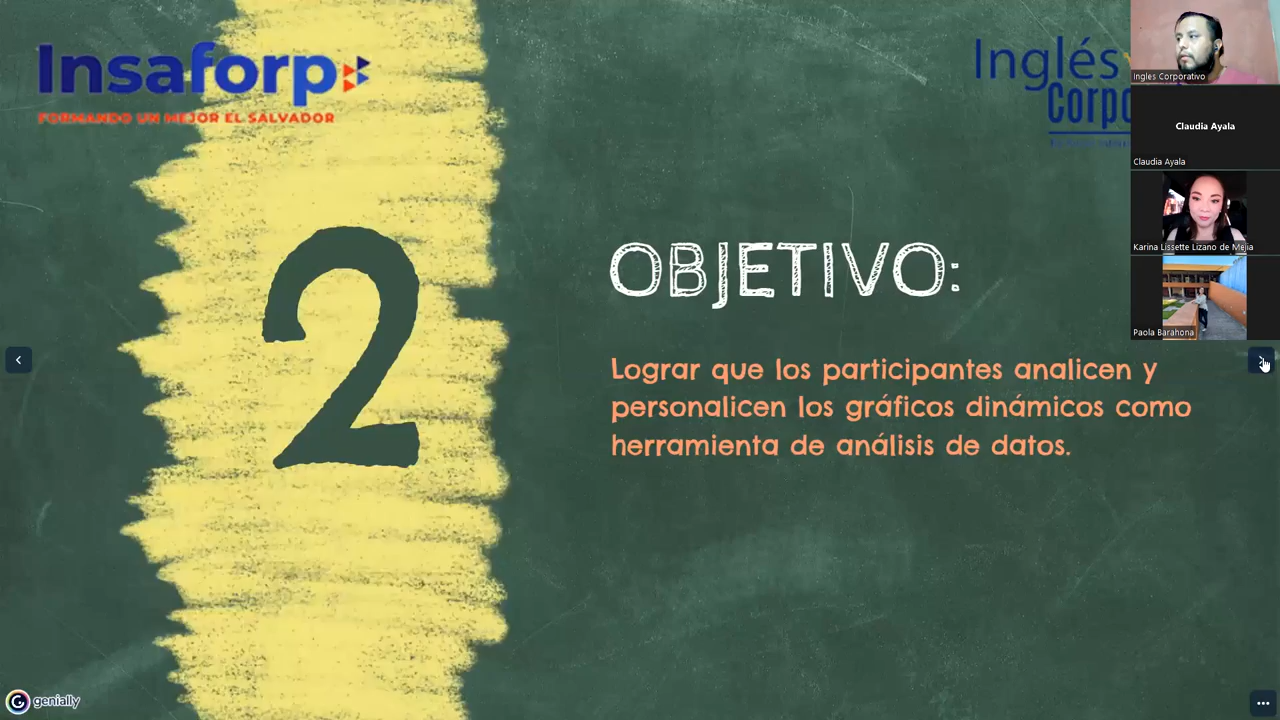 Insaforp
FORMANDO UN MEJOR EL SALVADOR
Inglés
Corpo
2
OBJETIVO:
Lograr que los participantes analicen y
personalicen los gráficos dinámicos como
herramienta de análisis de datos.
Ingles Corporativo
Claudia Ayala
Claudia Ayala
Karina Lissette Lizano de Mejia
Paola Barahona
genially